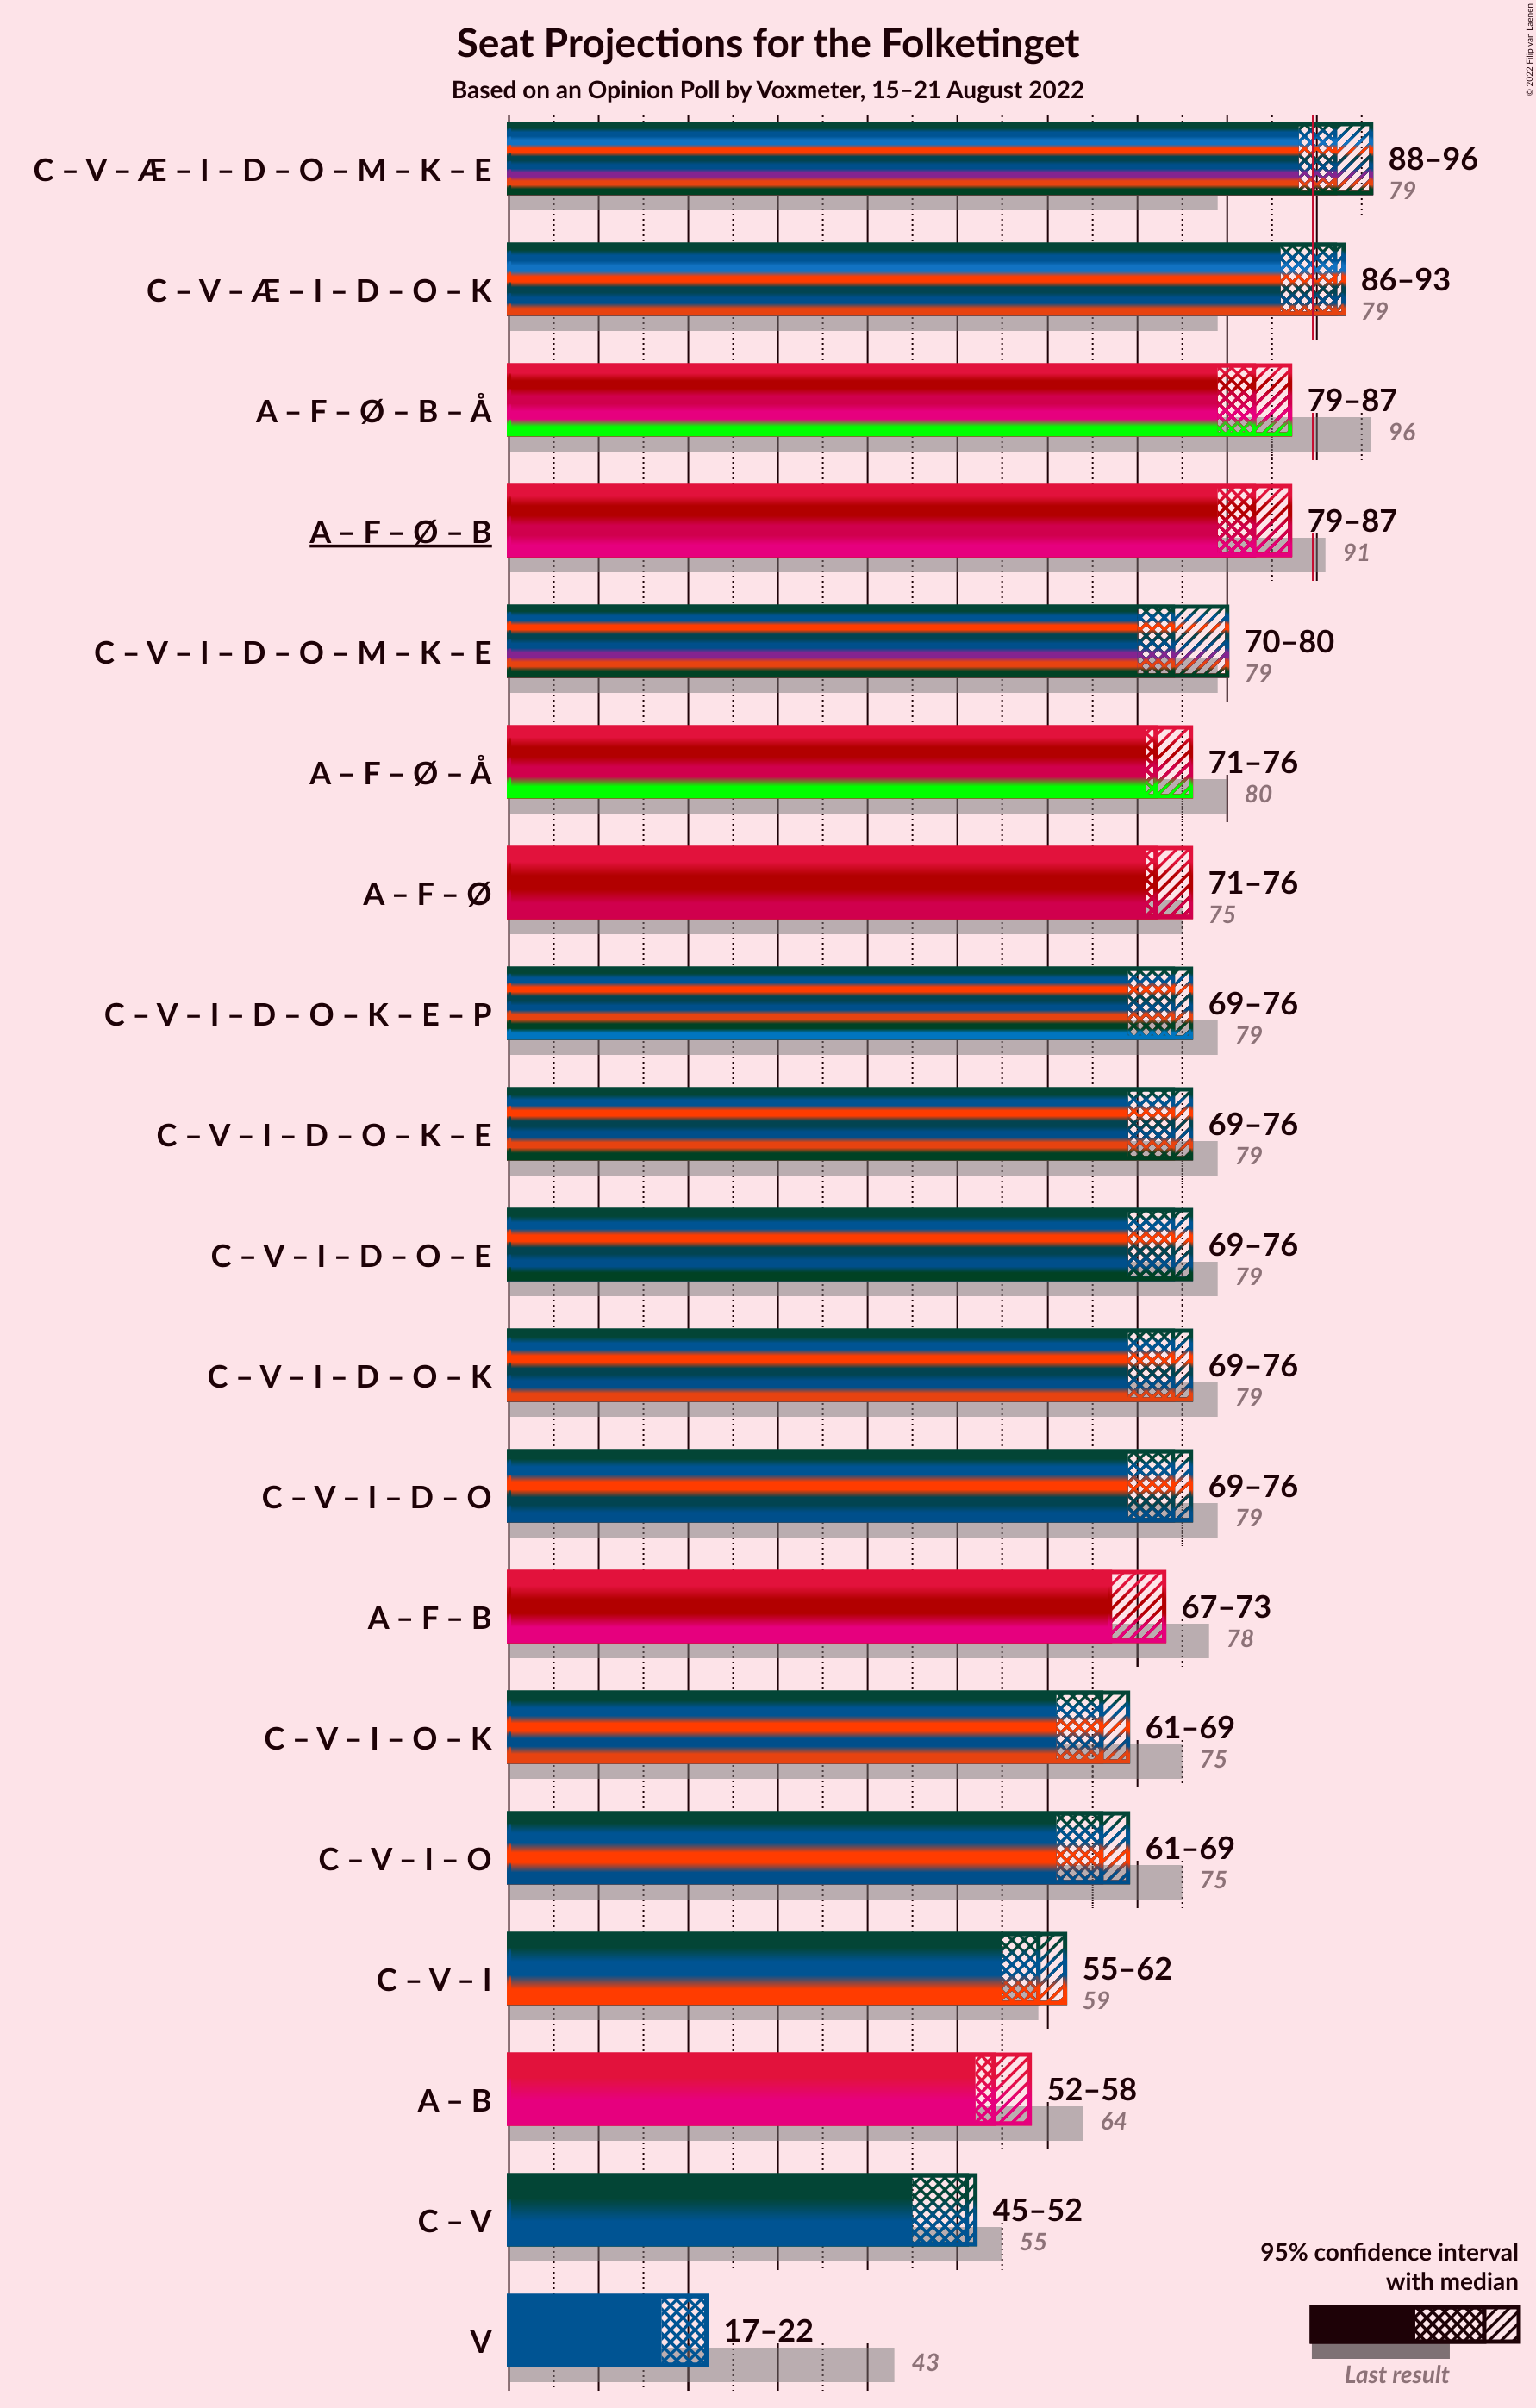 Seat Projections for the Folketinget
Based on an Opinion Poll by Voxmeter, 15–21 August 2022
© 2022 Filip van Laenen
C – V – Æ – I – D – O – M – K – E
88–96
79
C – V – Æ – I – D – O – K
86–93
79
A – F – Ø – B – Å
79–87
96
A – F – Ø – B
79–87
91
C – V – I – D – O – M – K – E
70–80
79
A – F – Ø – Å
71–76
80
A – F – Ø
71–76
75
C – V – I – D – O – K – E – P
69–76
79
C – V – I – D – O – K – E
69–76
79
C – V – I – D – O – E
69–76
79
C – V – I – D – O – K
69–76
79
C – V – I – D – O
69–76
79
A – F – B
67–73
78
C – V – I – O – K
61–69
75
C – V – I – O
61–69
75
C – V – I
55–62
59
A – B
52–58
64
C – V
45–52
55
V
17–22
43
95% confidence interval
with median
Last result